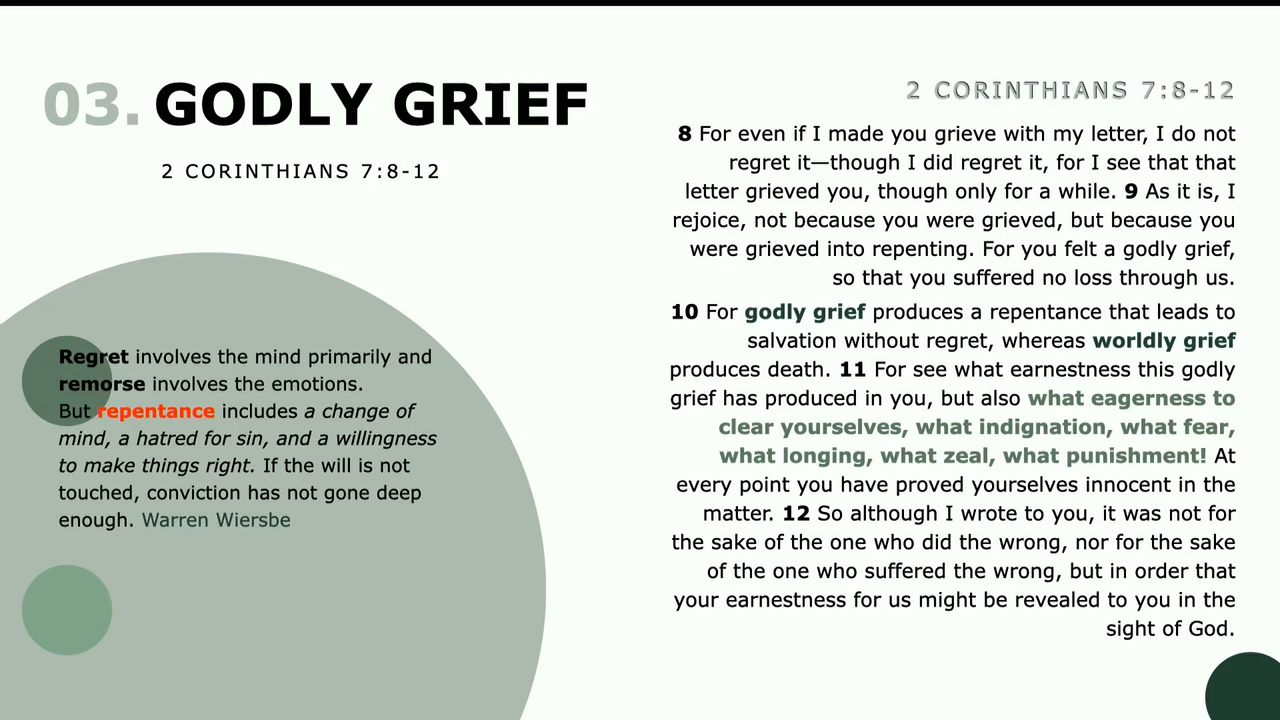 03. GODLY GRIEF
2 CORINTHIANS 7:8-12
Regret involves the mind primarily and
remorse involves the emotions.
But repentance includes a change of
mind, a hatred for sin, and a willingness
to make things right. If the will is not
touched, conviction has not gone deep
enough. Warren Wiersbe
2 CORINTHIANS 7:8-12
8 For even if I made you grieve with my letter, I do not
regret it—though I did regret it, for I see that that
letter grieved you, though only for a while. 9 As it is, I
rejoice, not because you were grieved, but because you
were grieved into repenting. For you felt a godly grief,
so that you suffered no loss through us.
10 For godly grief produces a repentance that leads to
salvation without regret, whereas worldly grief
produces death. 11 For see what earnestness this godly
grief has produced in you, but also what eagerness to
clear yourselves, what indignation, what fear,
what longing, what zeal, what punishment! At
every point you have proved yourselves innocent in the
matter. 12 So although I wrote to you, it was not for
the sake of the one who did the wrong, nor for the sake
of the one who suffered the wrong, but in order that
your earnestness for us might be revealed to you in the
sight of God.